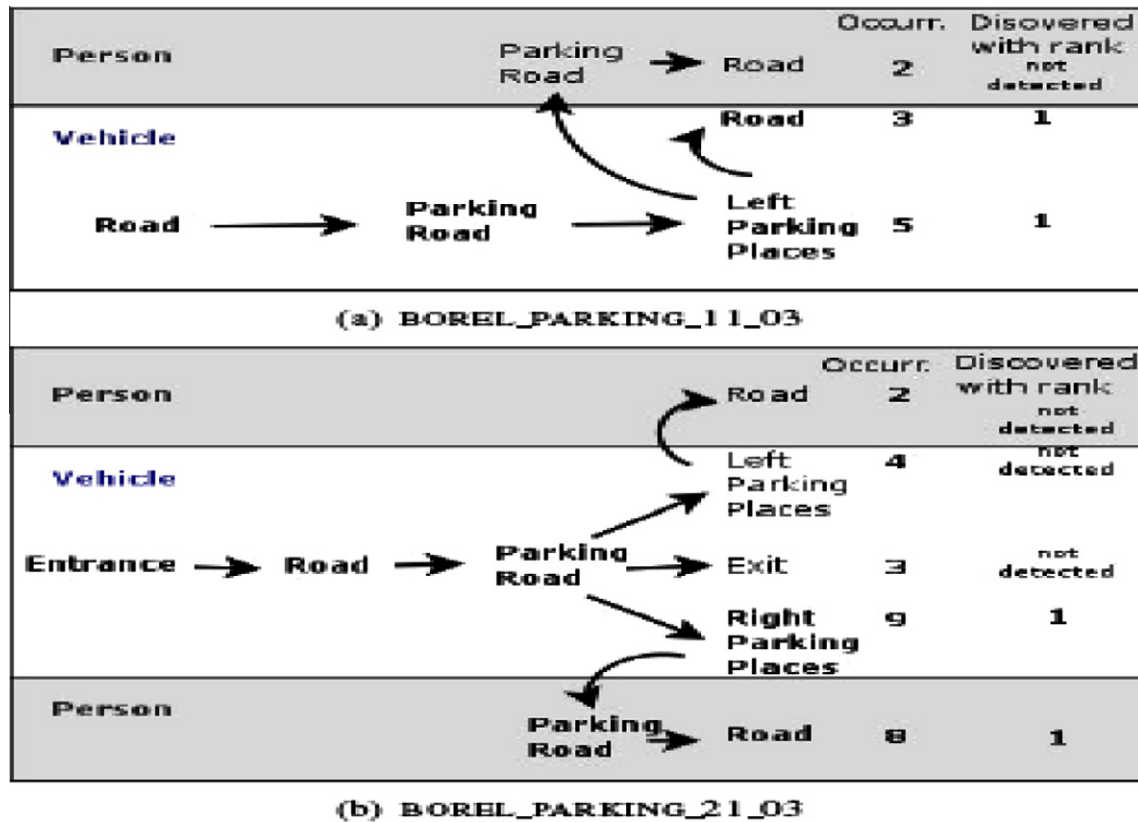 Occurr. Discovered with rank
Person Parking Road Road 2 not detected
Road 3 1
Vehicle
Road Parking Road Left Parking Places 5 1
(a) BOREL_PARKING_11_03
Occurr. Discovered with rank
Person Road 2 not detected
Vehicle Left Parking Places 4 not detected
Entrance Road Parking Road Exit 3 not detected
Right Parking Places 9 1
Person Parking Road Road 8 1
(b) BOREL_PARKING_21_03